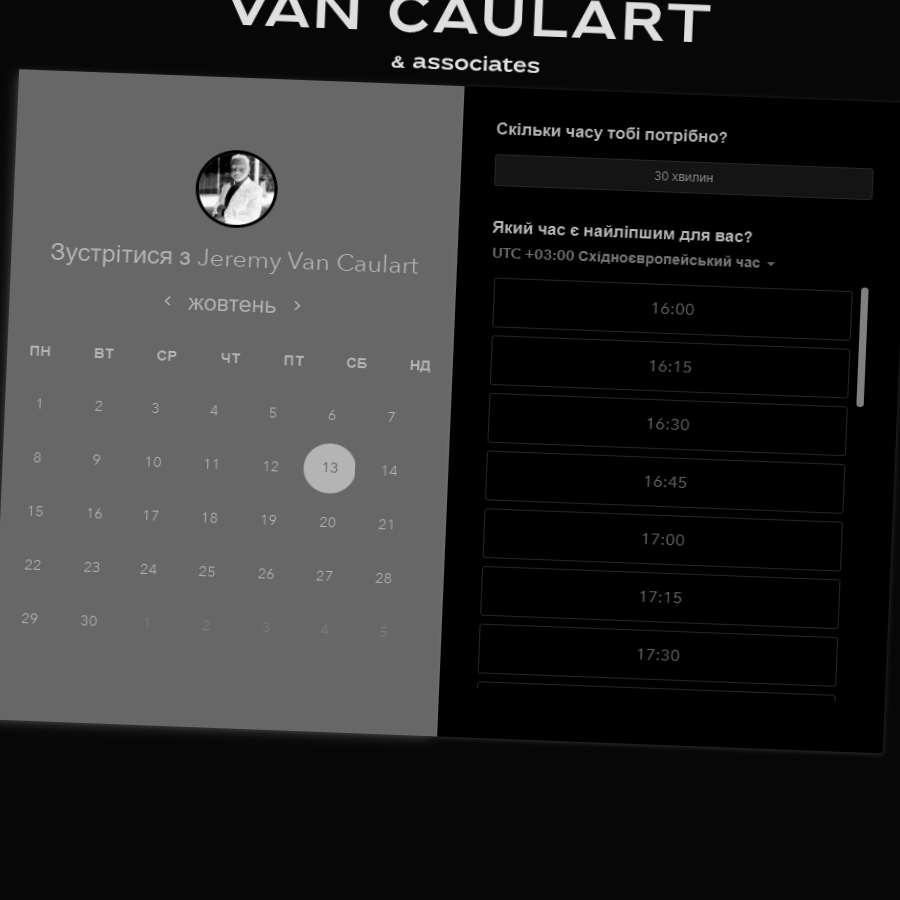 VAN CAULART
& associates
Зустрітися з Jeremy Van Caulart
жовтень
ПН ВТ СР ЧТ ПТ СБ НД
1 2 3 4 5 6 7
8 9 10 11 12 13 14
15 16 17 18 19 20 21
22 23 24 25 26 27 28
29 30 1 2 3 4 5
Скільки часу тобі потрібно?
30 хвилин
Який час є найліпшим для вас?
UTC +03:00 Східноєвропейський час
16:00
16:15
16:30
16:45
17:00
17:15
17:30